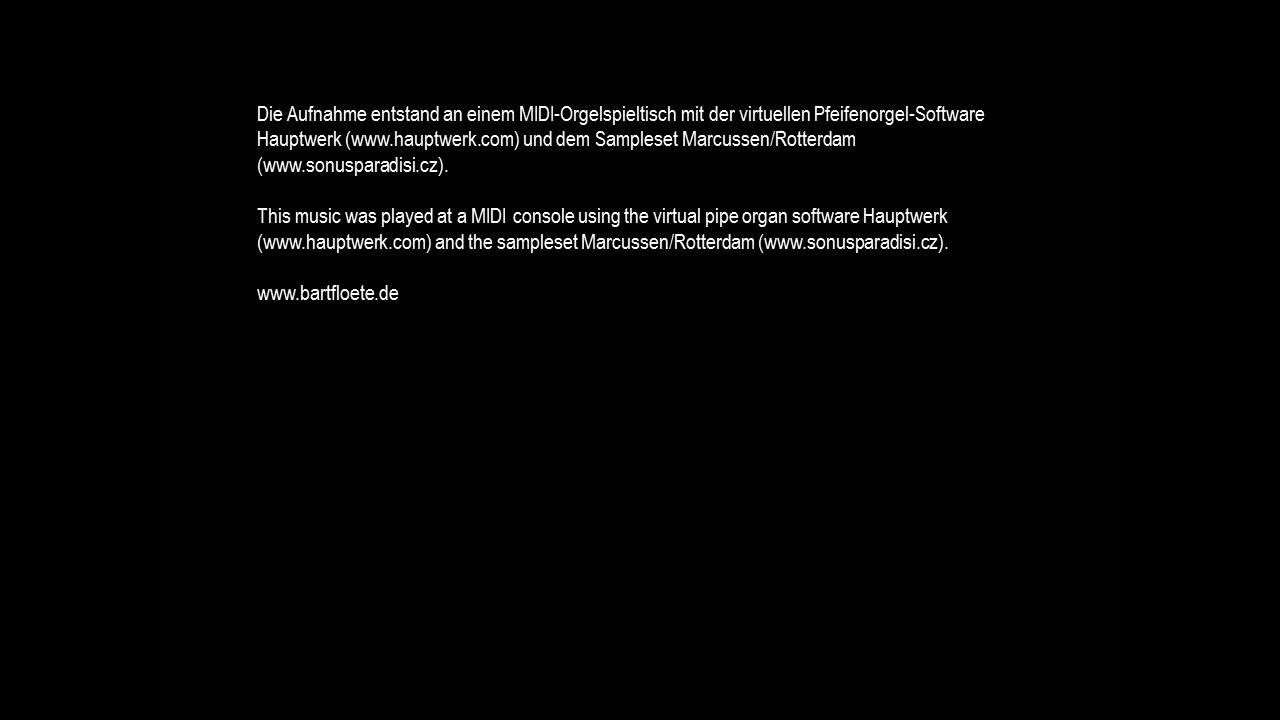 Die Aufnahme entstand an einem MIDI-Orgelspieltisch mit der virtuellen Pfeifenorgel-Software
Hauptwerk (www.hauptwerk.com) und dem Sampleset Marcussen/Rotterdam
(www.sonusparadisi.cz).
This music was played at a MIDI console using the virtual pipe organ software Hauptwerk
(www.hauptwerk.com) and the sampleset Marcussen/Rotterdam (www.sonusparadisi.cz).
www.bartfloete.de